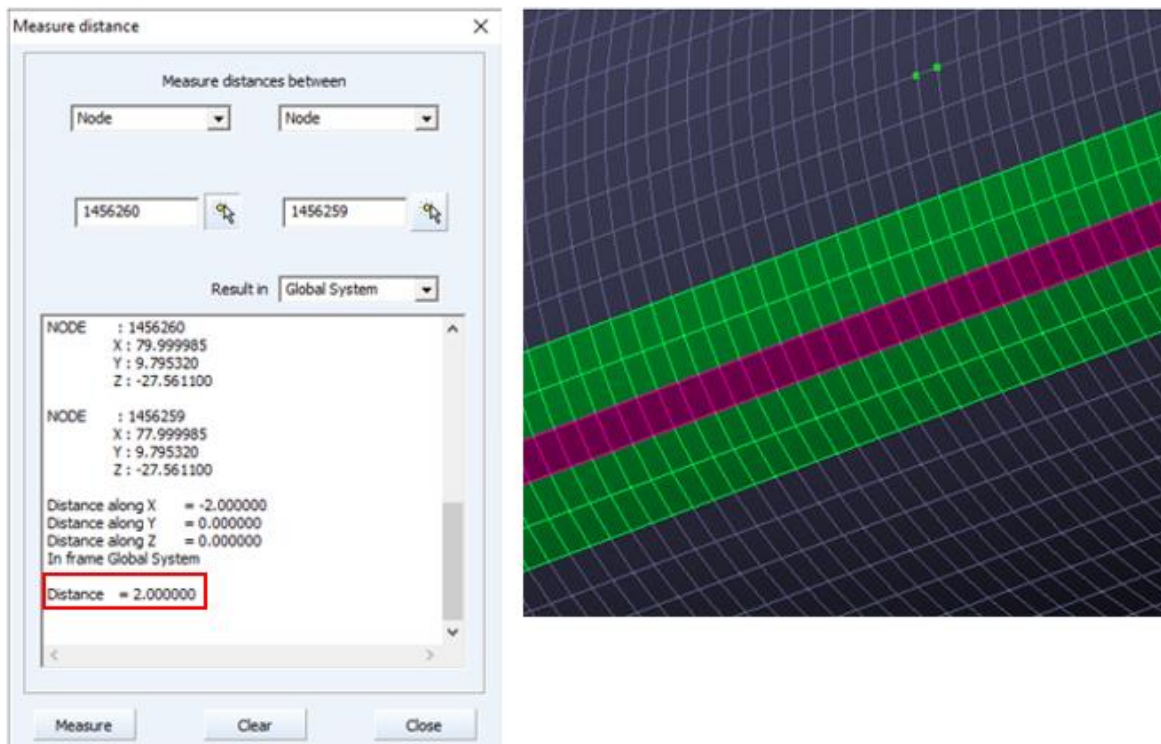 Measure distance
Measure distances between
Node Node
1456260 1456259
Result in Global System
NODE : 1456260
X : 79.999985
Y : 9.795320
Z : -27.561100
NODE : 1456259
X : 77.999985
Y : 9.795320
Z : -27.561100
Distance along X = -2.000000
Distance along Y = 0.000000
Distance along Z = 0.000000
In frame Global System
Distance = 2.000000
Measure Clear Close